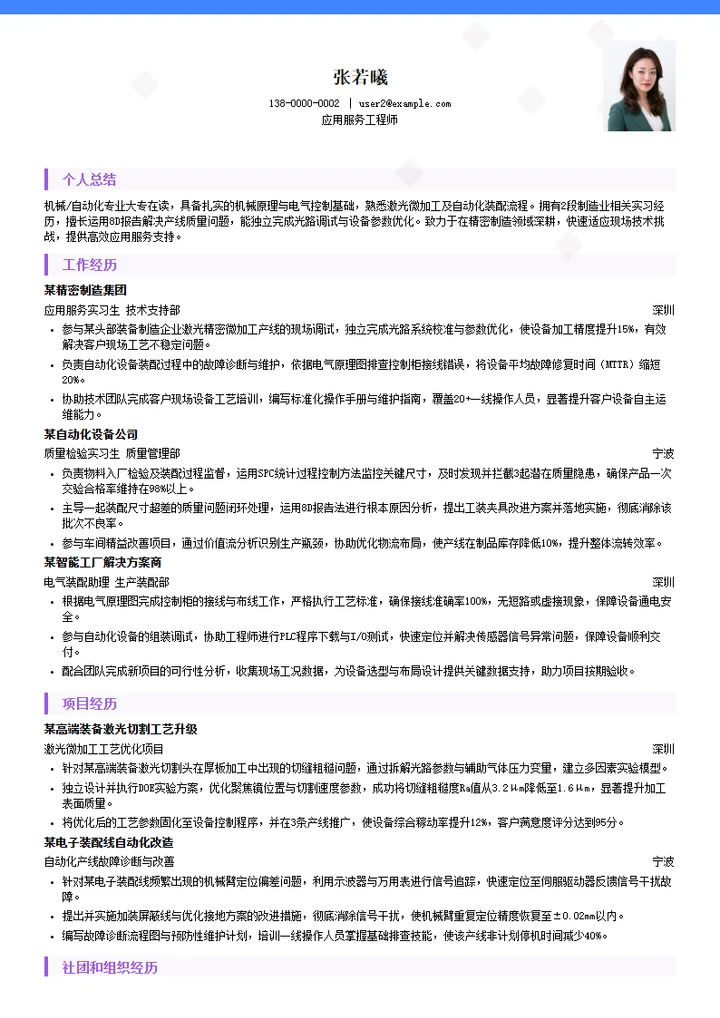 张若曦
138-0000-0002 | user2@example.com
应用服务工程师
个人总结
机械/自动化专业大专在读，具备扎实的机械原理与电气控制基础，熟悉激光微加工及自动化装配流程。拥有2段制造业相关实习经
历，擅长运用8D报告解决产线质量问题，能独立完成光路调试与设备参数优化。致力于在精密制造领域深耕，快速适应现场技术挑
战，提供高效应用服务支持。
工作经历
某精密制造集团
应用服务实习生 技术支持部 深圳
• 参与某头部装备制造企业激光精密微加工产线的现场调试，独立完成光路系统校准与参数优化，使设备加工精度提升15%，有效
解决客户现场工艺不稳定问题。
• 负责自动化设备装配过程中的故障诊断与维护，依据电气原理图排查控制柜接线错误，将设备平均故障修复时间（MTTR）缩短
20%。
• 协助技术团队完成客户现场设备工艺培训，编写标准化操作手册与维护指南，覆盖20+一线操作人员，显著提升客户设备自主运
维能力。
某自动化设备公司
质量检验实习生 质量管理部 宁波
• 负责物料入厂检验及装配过程监督，运用SPC统计过程控制方法监控关键尺寸，及时发现并拦截3起潜在质量隐患，确保产品一次
交验合格率维持在98%以上。
• 主导一起装配尺寸超差的质量问题闭环处理，运用8D报告法进行根本原因分析，提出工装夹具改进方案并落地实施，彻底消除该
批次不良率。
• 参与车间精益改善项目，通过价值流分析识别生产瓶颈，协助优化物流布局，使产线在制品库存降低10%，提升整体流转效率。
某智能工厂解决方案商
电气装配助理 生产装配部 深圳
• 根据电气原理图完成控制柜的接线与布线工作，严格执行工艺标准，确保接线准确率100%，无短路或虚接现象，保障设备通电安
全。
• 参与自动化设备的组装调试，协助工程师进行PLC程序下载与I/O测试，快速定位并解决传感器信号异常问题，保障设备顺利交
付。
• 配合团队完成新项目的可行性分析，收集现场工况数据，为设备选型与布局设计提供关键数据支持，助力项目按期验收。
项目经历
某高端装备激光切割工艺升级
激光微加工工艺优化项目 深圳
• 针对某高端装备激光切割头在厚板加工中出现的切缝粗糙问题，通过拆解光路参数与辅助气体压力变量，建立多因素实验模型。
• 独立设计并执行DOE实验方案，优化聚焦镜位置与切割速度参数，成功将切缝粗糙度Ra值从3.2μm降低至1.6μm，显著提升加工
表面质量。
• 将优化后的工艺参数固化至设备控制程序，并在3条产线推广，使设备综合稼动率提升12%，客户满意度评分达到95分。
某电子装配线自动化改造
自动化产线故障诊断与改善 宁波
• 针对某电子装配线频繁出现的机械臂定位偏差问题，利用示波器与万用表进行信号追踪，快速定位至伺服驱动器反馈信号干扰故
障。
• 提出并实施加装屏蔽线与优化接地方案的改进措施，彻底消除信号干扰，使机械臂重复定位精度恢复至±0.02mm以内。
• 编写故障诊断流程图与预防性维护计划，培训一线操作人员掌握基础排查技能，使该产线非计划停机时间减少40%。
社团和组织经历